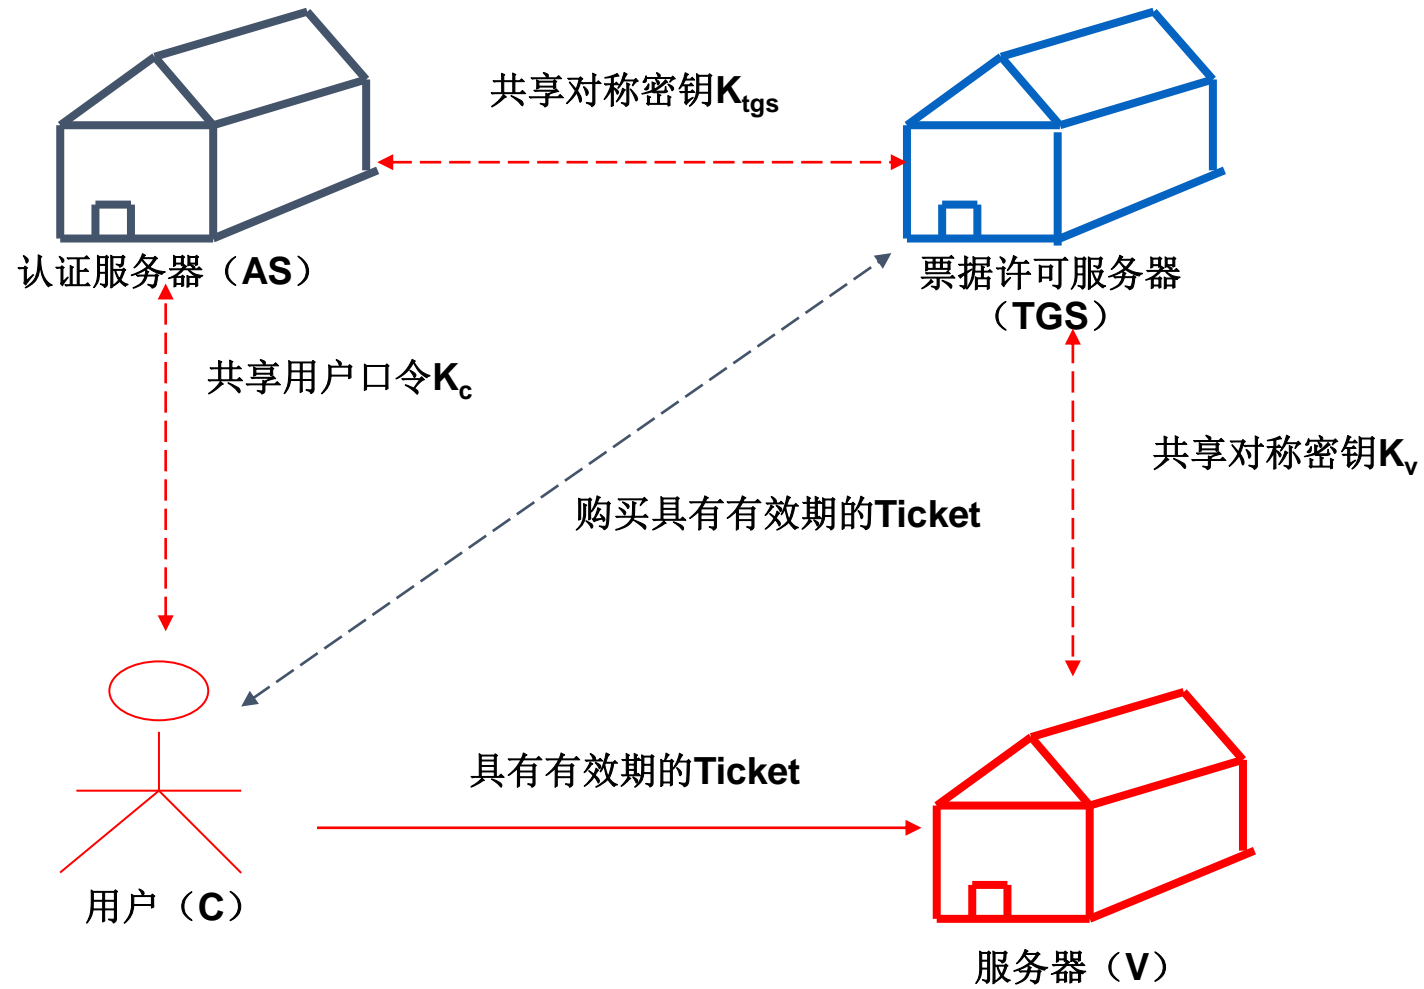 共享对称密钥Ktgs
认证服务器（AS）
票据许可服务器
（TGS）
共享用户口令Kc
共享对称密钥Kv
购买具有有效期的Ticket
具有有效期的Ticket
用户（C）
服务器（V）